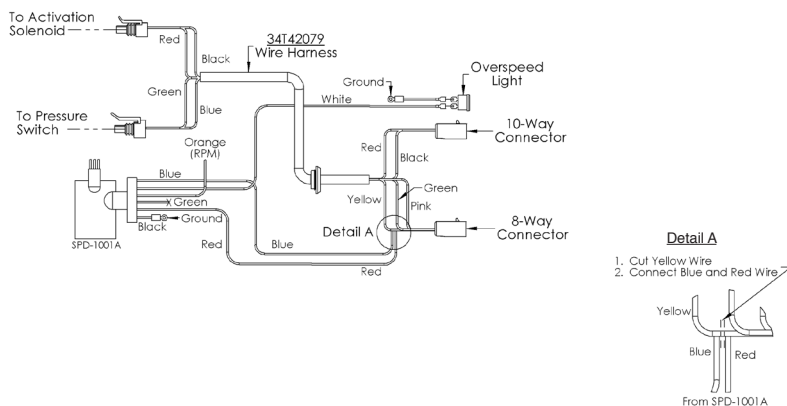 To Activation
Solenoid
Red
Black
34T42079
Wire Harness
Green
Blue
To Pressure
Switch
Ground
Overspeed
Light
White
10-Way
Connector
Red
Black
Orange
(RPM)
Blue
Green
Ground
Black
SPD-1001A
Red
Blue
Red
Yellow
Green
Pink
Detail A
8-Way
Connector
Detail A
1. Cut Yellow Wire
2. Connect Blue and Red Wire
Yellow
Blue
Red
From SPD-1001A